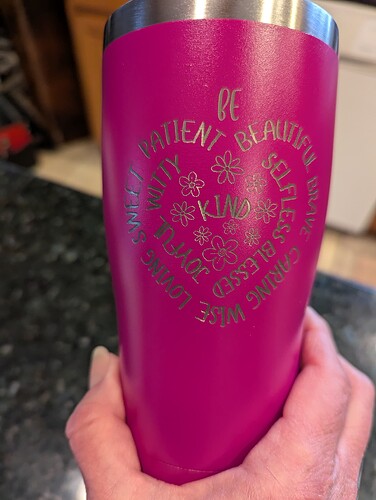 BE
PATIENT BEAUTIFUL BRAVE CARING WISE LOVING SWEET
WITTY SELFLESS BLESSED JOYFUL
KIND